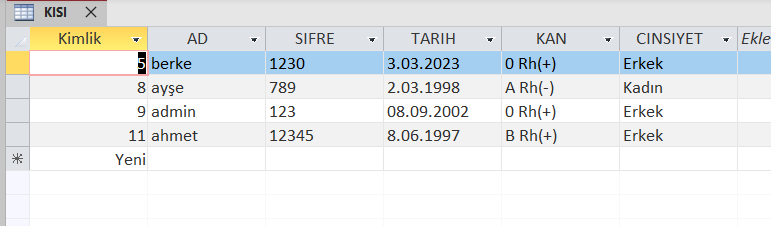 KISI
Kimlik AD SIFRE TARIH KAN CINSIYET Ekle
5 berke 1230 3.03.2023 0 Rh(+) Erkek
8 ayşe 789 2.03.1998 A Rh(-) Kadın
9 admin 123 08.09.2002 0 Rh(+) Erkek
11 ahmet 12345 8.06.1997 B Rh(+) Erkek
Yeni